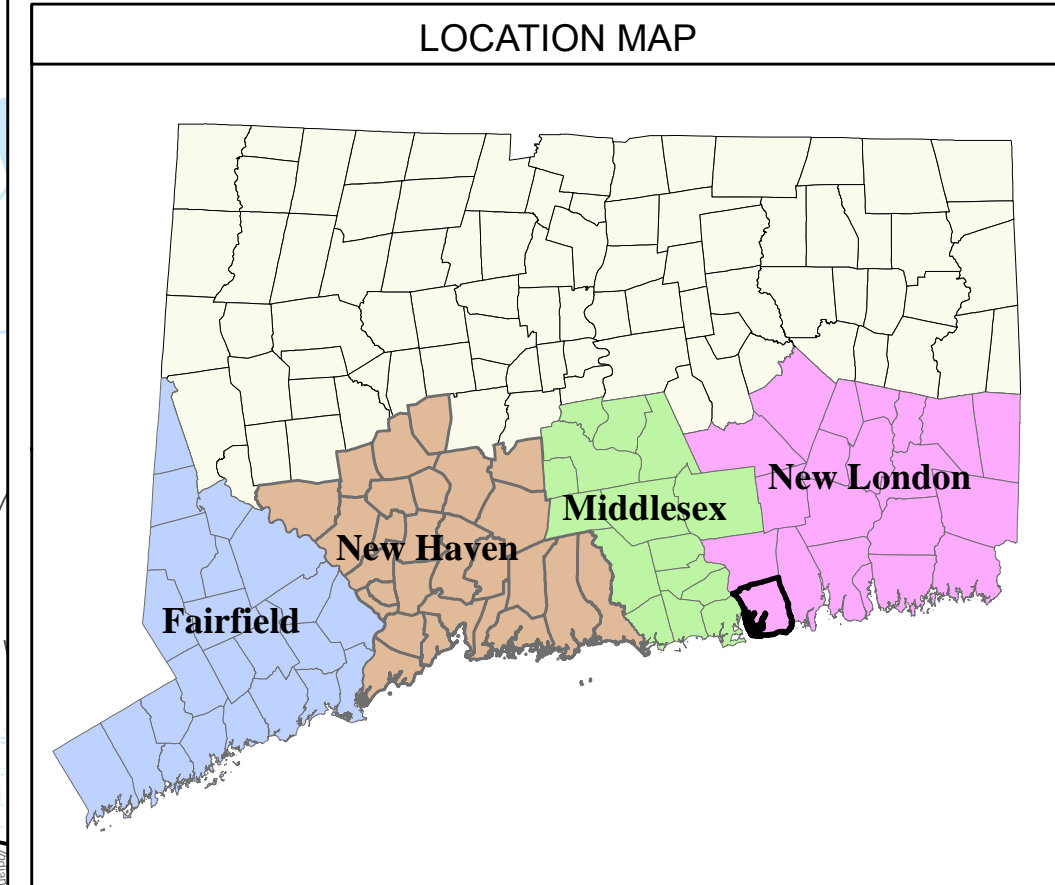 LOCATION MAP
New London
Middlesex
New Haven
Fairfield